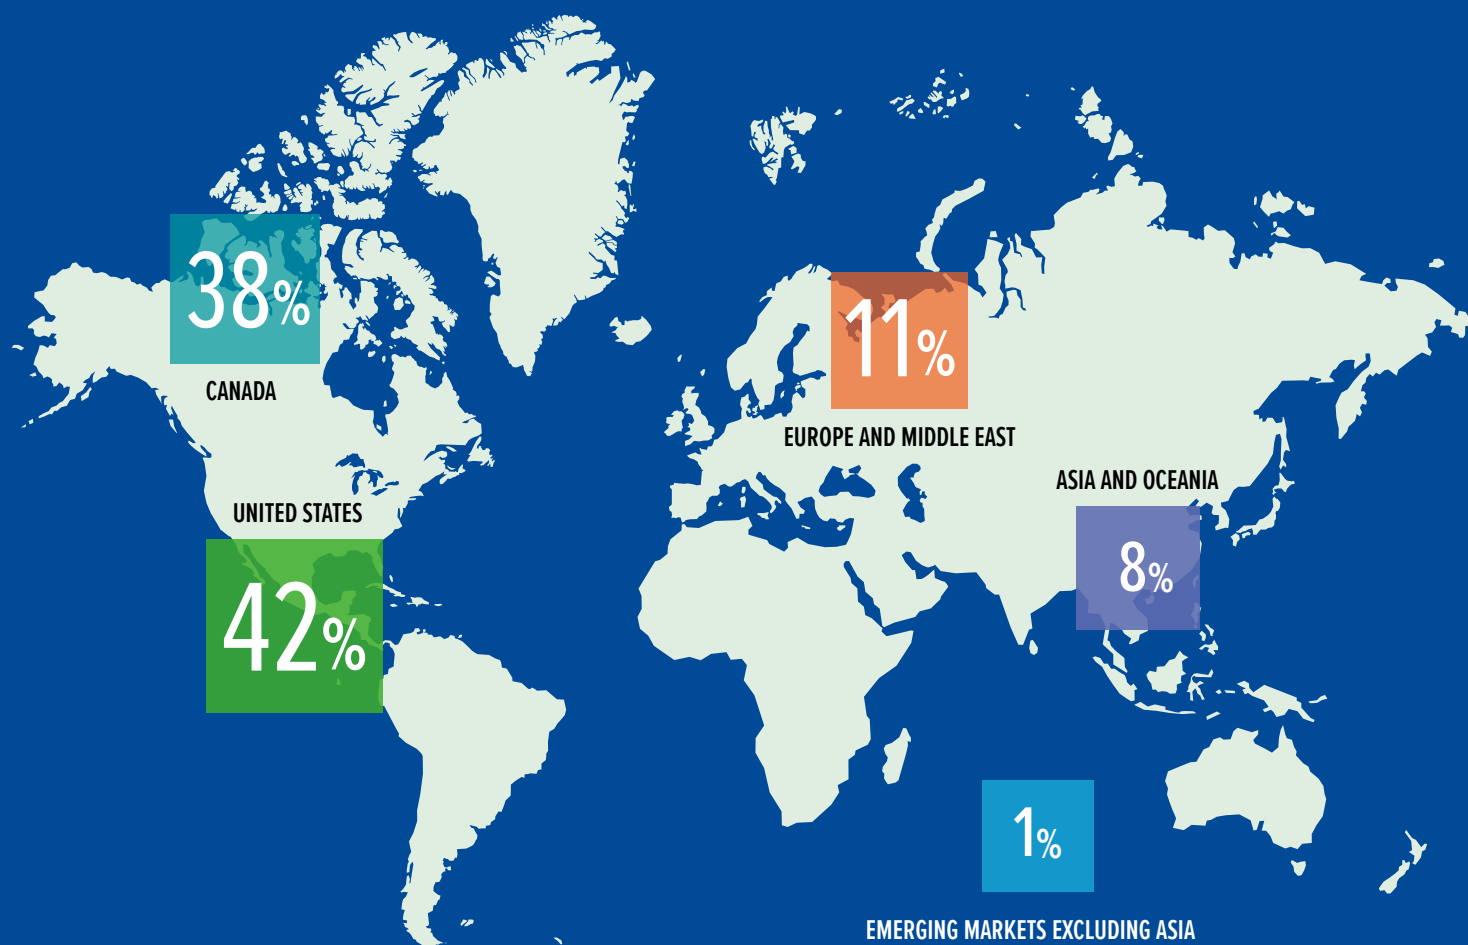 38%
CANADA
11%
EUROPE AND MIDDLE EAST
ASIA AND OCEANIA
8%
UNITED STATES
42%
1%
EMERGING MARKETS EXCLUDING ASIA